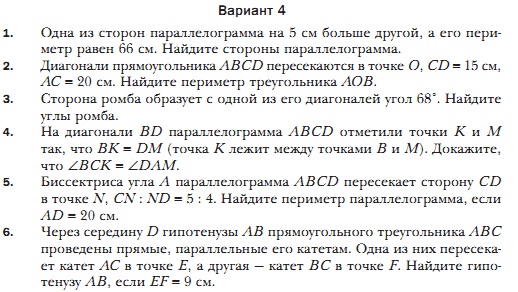 Вариант 4
1. Одна из сторон параллелограмма на 5 см больше другой, а его пери-
метр равен 66 см. Найдите стороны параллелограмма.
2. Диагонали прямоугольника ABCD пересекаются в точке O, CD = 15 см,
AC = 20 см. Найдите периметр треугольника AOB.
3. Сторона ромба образует с одной из его диагоналей угол 68°. Найдите
углы ромба.
4. На диагонали BD параллелограмма ABCD отметили точки K и M
так, что BK = DM (точка K лежит между точками B и M). Докажите,
что ∠BCK = ∠DAM.
5. Биссектриса угла A параллелограмма ABCD пересекает сторону CD
в точке N, CN : ND = 5 : 4. Найдите периметр параллелограмма, если
AD = 20 см.
6. Через середину D гипотенузы AB прямоугольного треугольника ABC
проведены прямые, параллельные его катетам. Одна из них пересека-
ет катет AC в точке E, а другая — катет BC в точке F. Найдите гипо-
тенузу AB, если EF = 9 см.